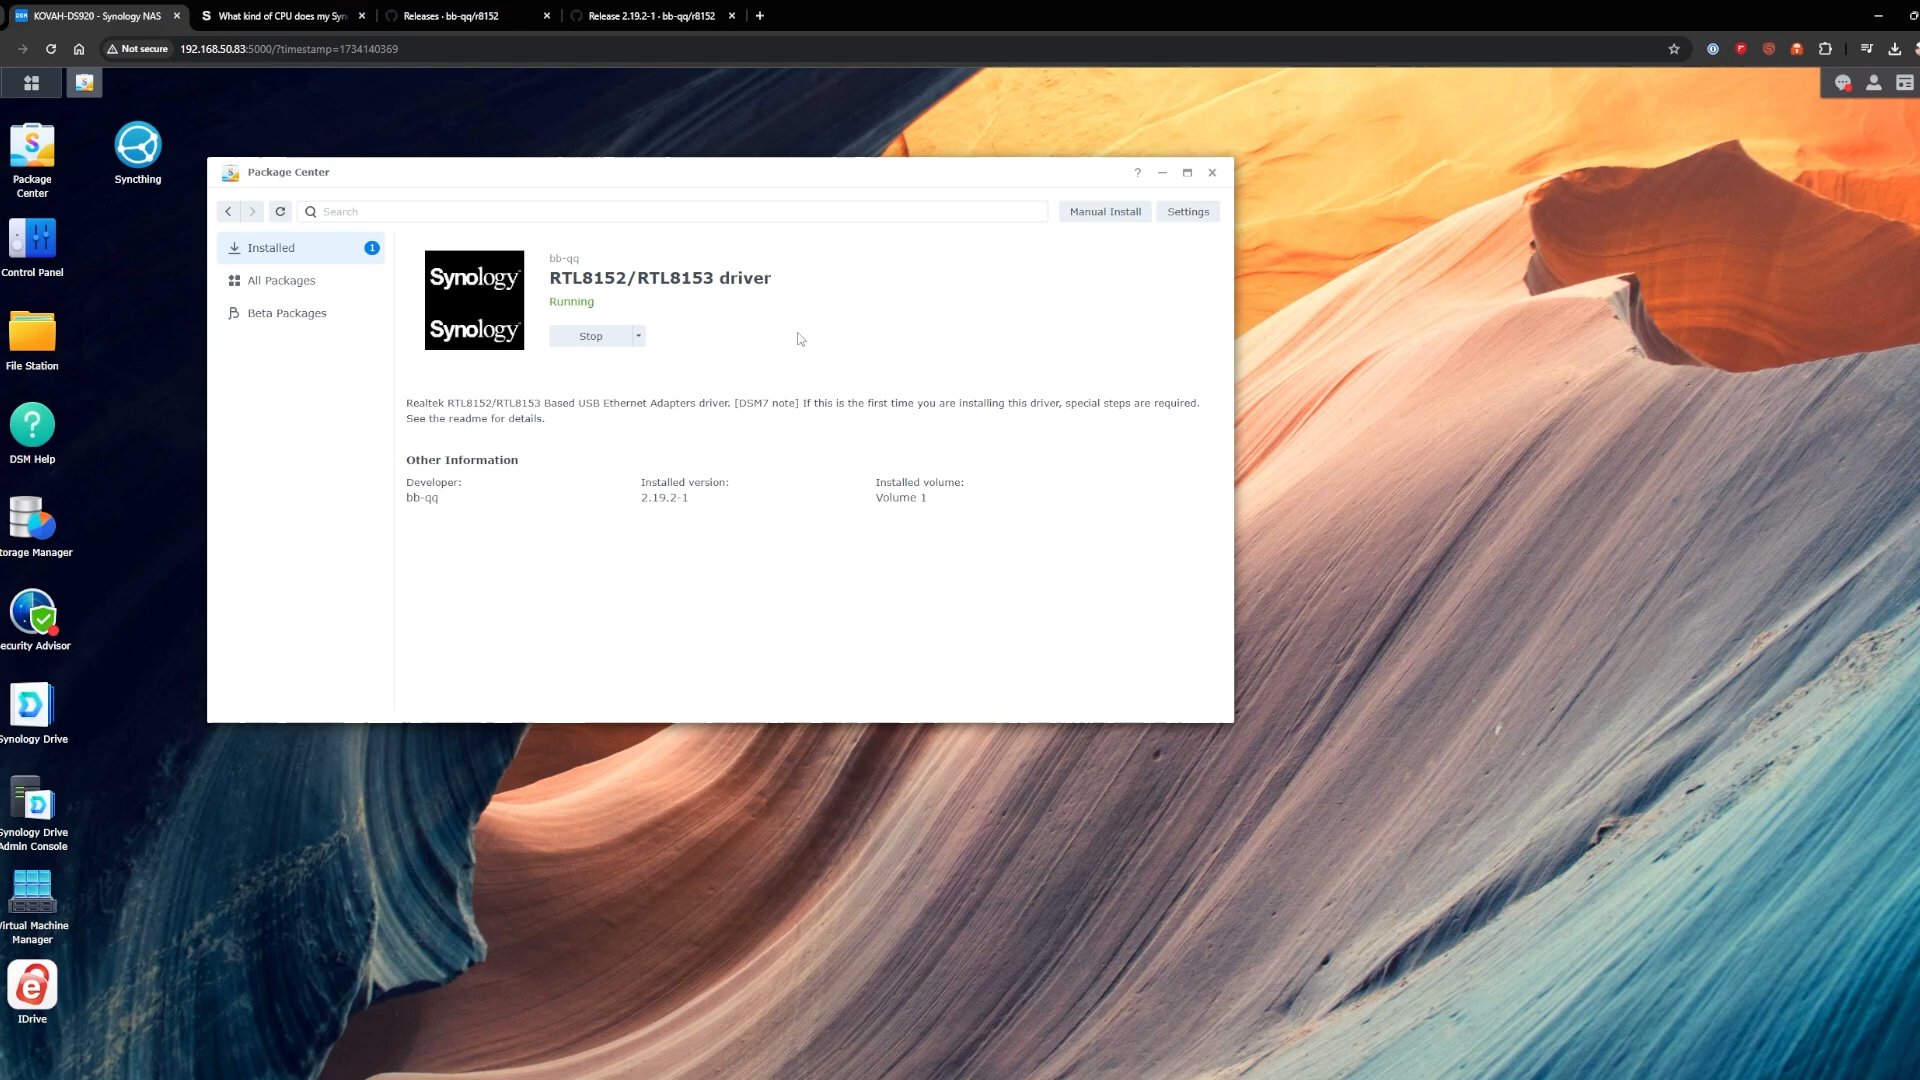 KOVAH-DS920 - Synology NAS
What kind of CPU does my Syn
Releases · bb-qq/r8152
Release 2.19.2-1 · bb-qq/r8152
Not secure
192.168.50.83:5000/?timestamp=1734140369
Package
Center
Syncthing
Control Panel
File Station
DSM Help
torage Manager
ecurity Advisor
Synology Drive
Synology Drive
Admin Console
Virtual Machine
Manager
IDrive
Package Center
Search
Manual Install
Settings
Installed
1
All Packages
Beta Packages
Synology
Synology
bb-qq
RTL8152/RTL8153 driver
Running
Stop
Realtek RTL8152/RTL8153 Based USB Ethernet Adapters driver. [DSM7 note] If this is the first time you are installing this driver, special steps are required.
See the readme for details.
Other Information
Developer:
bb-qq
Installed version:
2.19.2-1
Installed volume:
Volume 1